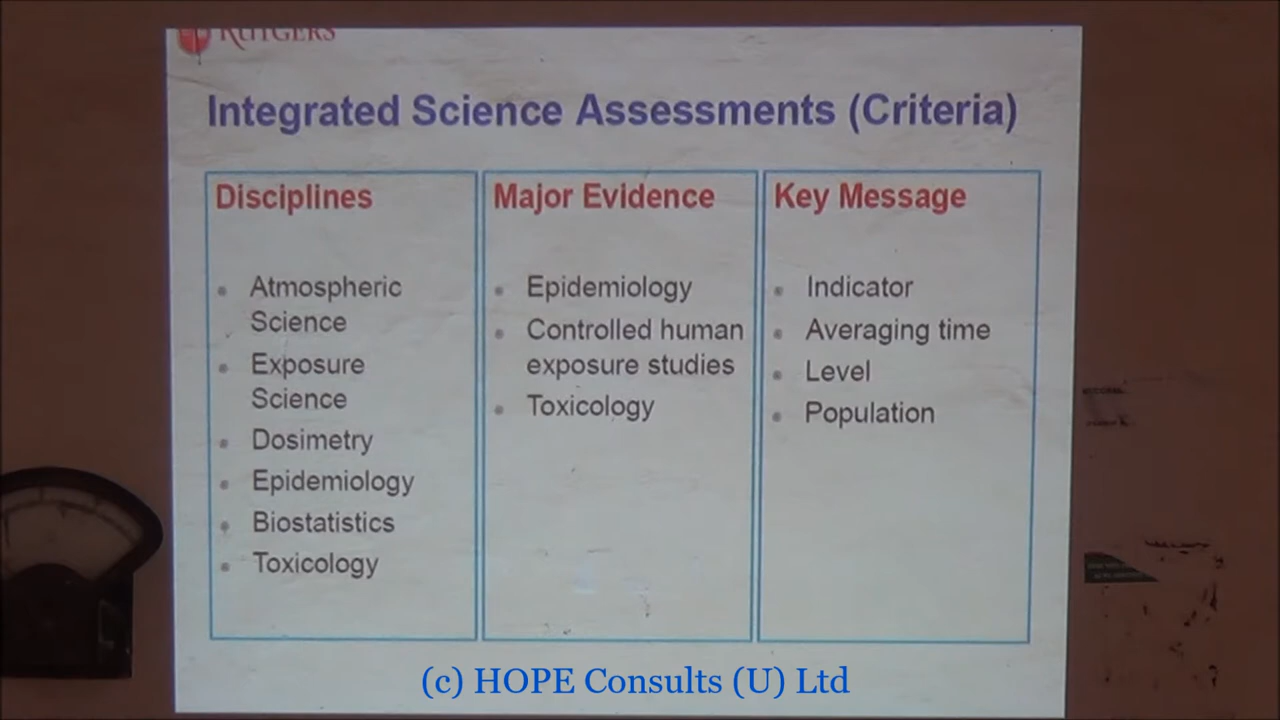 RUTGERS
Integrated Science Assessments (Criteria)
Disciplines
Atmospheric
Science
Exposure
Science
Dosimetry
Epidemiology
Biostatistics
Toxicology
Major Evidence
Epidemiology
Controlled human
exposure studies
Toxicology
Key Message
Indicator
Averaging time
Level
Population
(c) HOPE Consults (U) Ltd